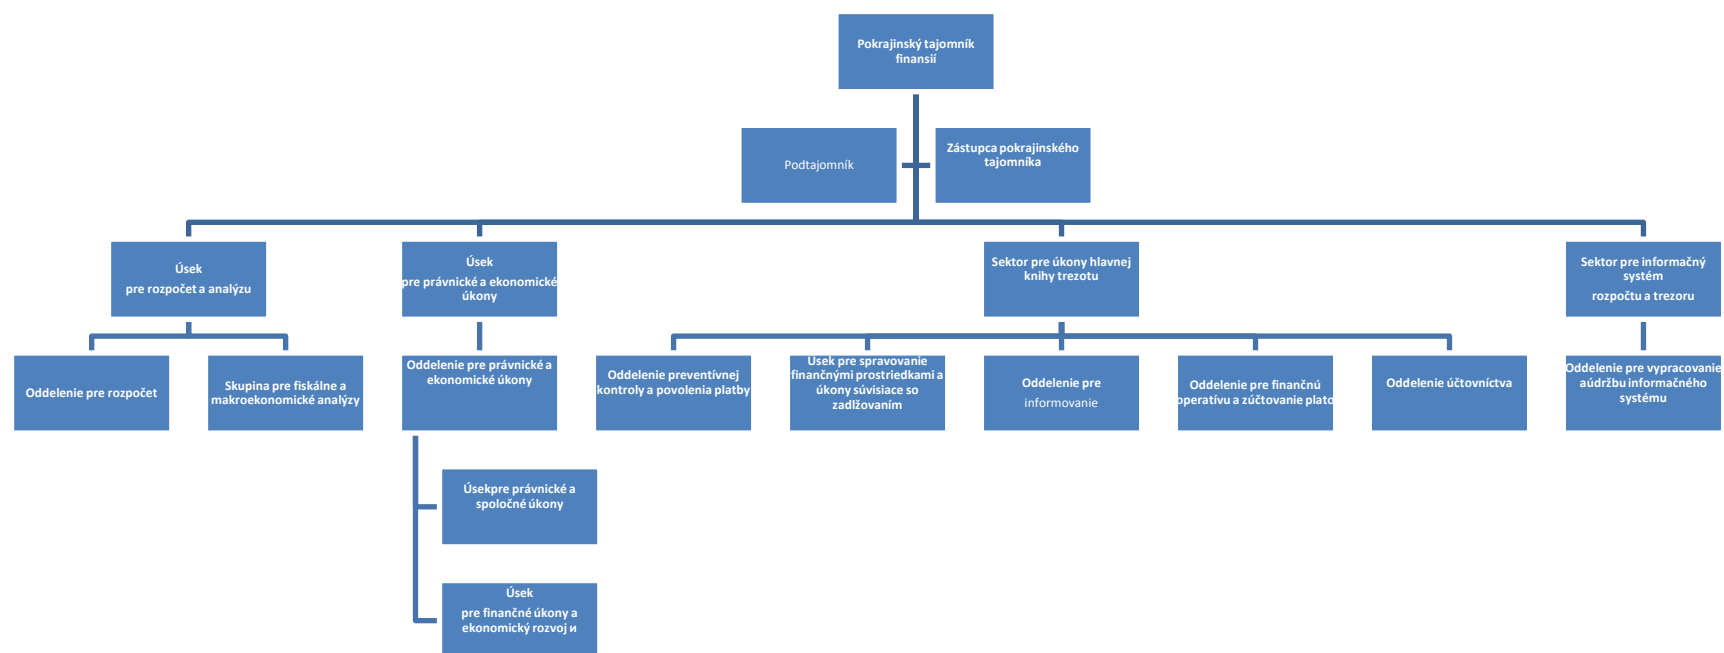 Pokrajinský tajomník
finansií
Podtajomník
Zástupca pokrajinského
tajomníka
Úsek
pre rozpočet a analýzu
Úsek
pre právnické a ekonomické
úkony
Sektor pre úkony hlavnej
knihy trezotu
Sektor pre informačný
systém
rozpočtu a trezoru
Oddelenie pre rozpočet
Skupina pre fiskálne a
makroekonomické analýzy
Oddelenie pre právnické a
ekonomické úkony
Oddelenie preventívnej
kontroly a povolenia platby
Úsek pre spravovanie
finančnými prostriedkami a
úkony súvisiace so
zadlžovaním
Oddelenie pre
informovanie
Oddelenie pre finančnú
operatívu a zúčtovanie plato
Oddelenie účtovníctva
Oddelenie pre vypracovanie
aúdržbu informačného
systému
Úsekpre právnické a
spoločné úkony
Úsek
pre finančné úkony a
ekonomický rozvoj и